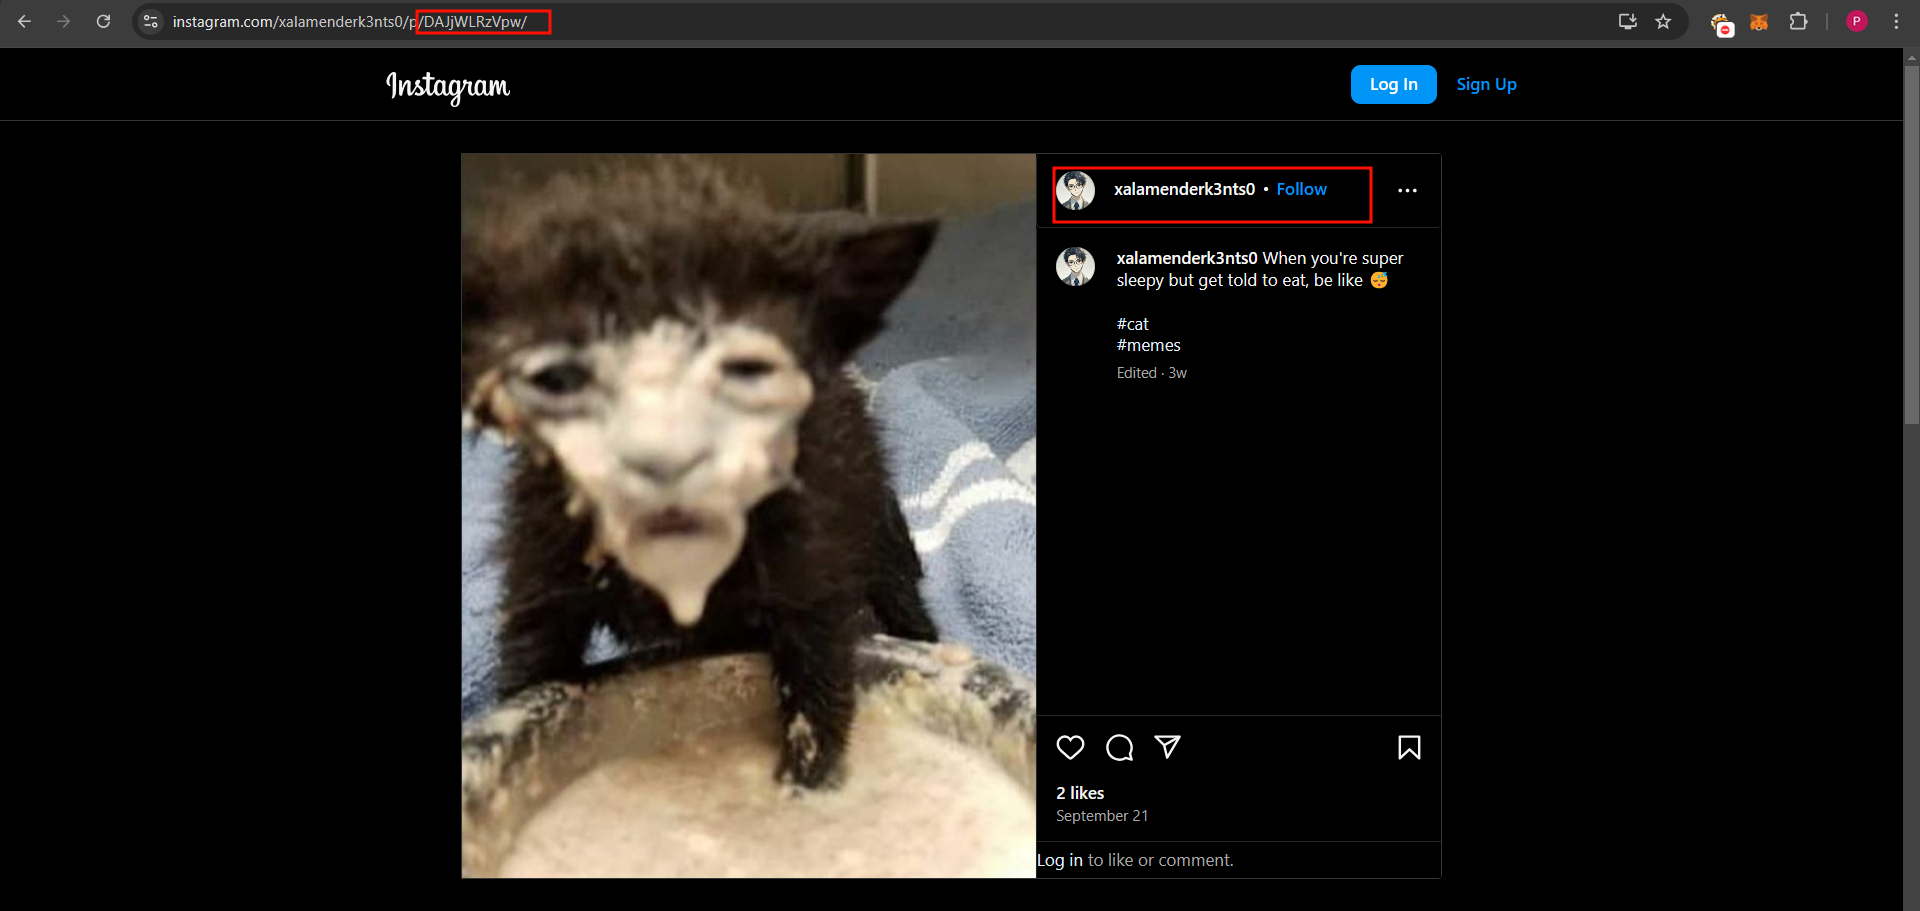 instagram.com/xalamenderk3nts0/p/DAJjWLRzVpw/
P
Instagram
Log In
Sign Up
xalamenderk3nts0 • Follow
xalamenderk3nts0 When you're super
sleepy but get told to eat, be like 😴
#cat
#memes
Edited · 3w
2 likes
September 21
Log in to like or comment.